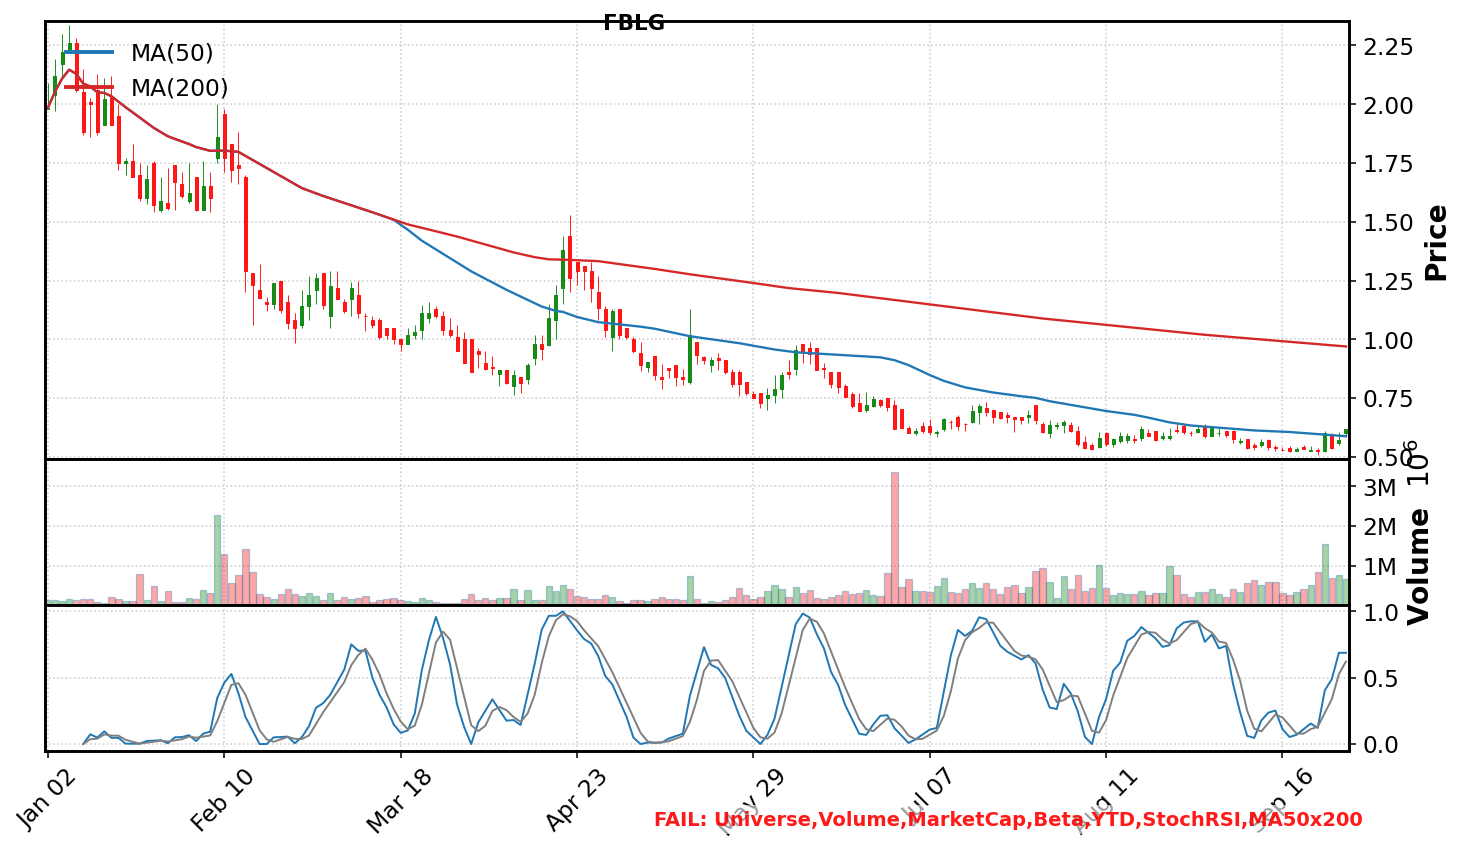 FBLG
MA(50)
MA(200)
2.25
2.00
1.75
1.50
1.25
1.00
0.75
0.50
Price
3M
2M
1M
Volume 10^6
1.0
0.5
0.0
Jan 02
Feb 10
Mar 18
Apr 23
May 29
Jul 07
Aug 11
Sep 16
FAIL: Universe,Volume,MarketCap,Beta,YTD,StochRSI,MA50x200